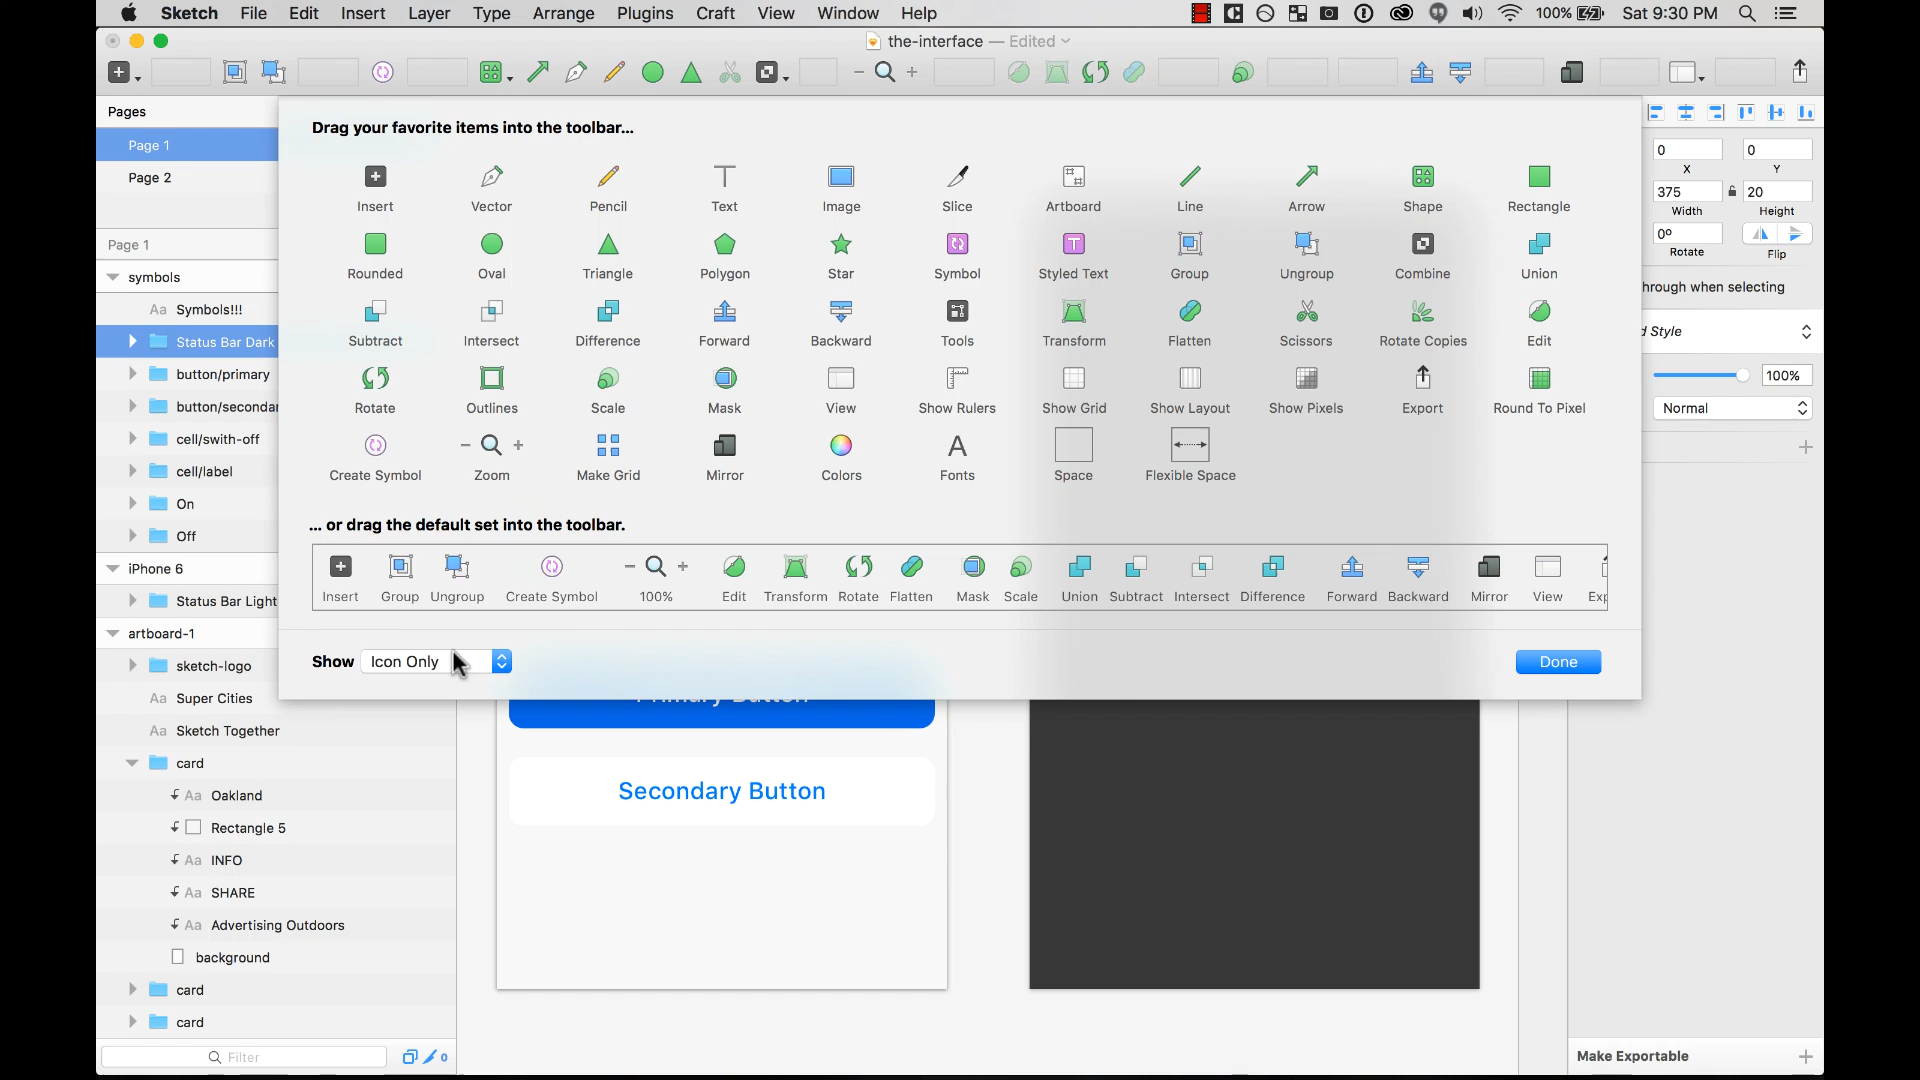 Sketch File Edit Insert Layer Type Arrange Plugins Craft View Window Help
100% Sat 9:30 PM
the-interface — Edited
Pages
Page 1
Page 2
Page 1
symbols
Aa Symbols!!!
Status Bar Dark
button/primary
button/secondar
cell/swith-off
cell/label
On
Off
iPhone 6
Status Bar Light
artboard-1
sketch-logo
Aa Super Cities
Aa Sketch Together
card
Aa Oakland
Rectangle 5
Aa INFO
Aa SHARE
Aa Advertising Outdoors
background
card
card
Filter
0
Drag your favorite items into the toolbar...
Insert Vector Pencil Text Image Slice Artboard Line Arrow Shape Rectangle
Rounded Oval Triangle Polygon Star Symbol Styled Text Group Ungroup Combine Union
Subtract Intersect Difference Forward Backward Tools Transform Flatten Scissors Rotate Copies Edit
Rotate Outlines Scale Mask View Show Rulers Show Grid Show Layout Show Pixels Export Round To Pixel
Create Symbol Zoom Make Grid Mirror Colors Fonts Space Flexible Space
... or drag the default set into the toolbar.
Insert Group Ungroup Create Symbol 100% Edit Transform Rotate Flatten Mask Scale Union Subtract Intersect Difference Forward Backward Mirror View Exp
Show Icon Only
Done
Secondary Button
0 0
X Y
375 20
Width Height
0º
Rotate Flip
hrough when selecting
d Style
100%
Normal
Make Exportable